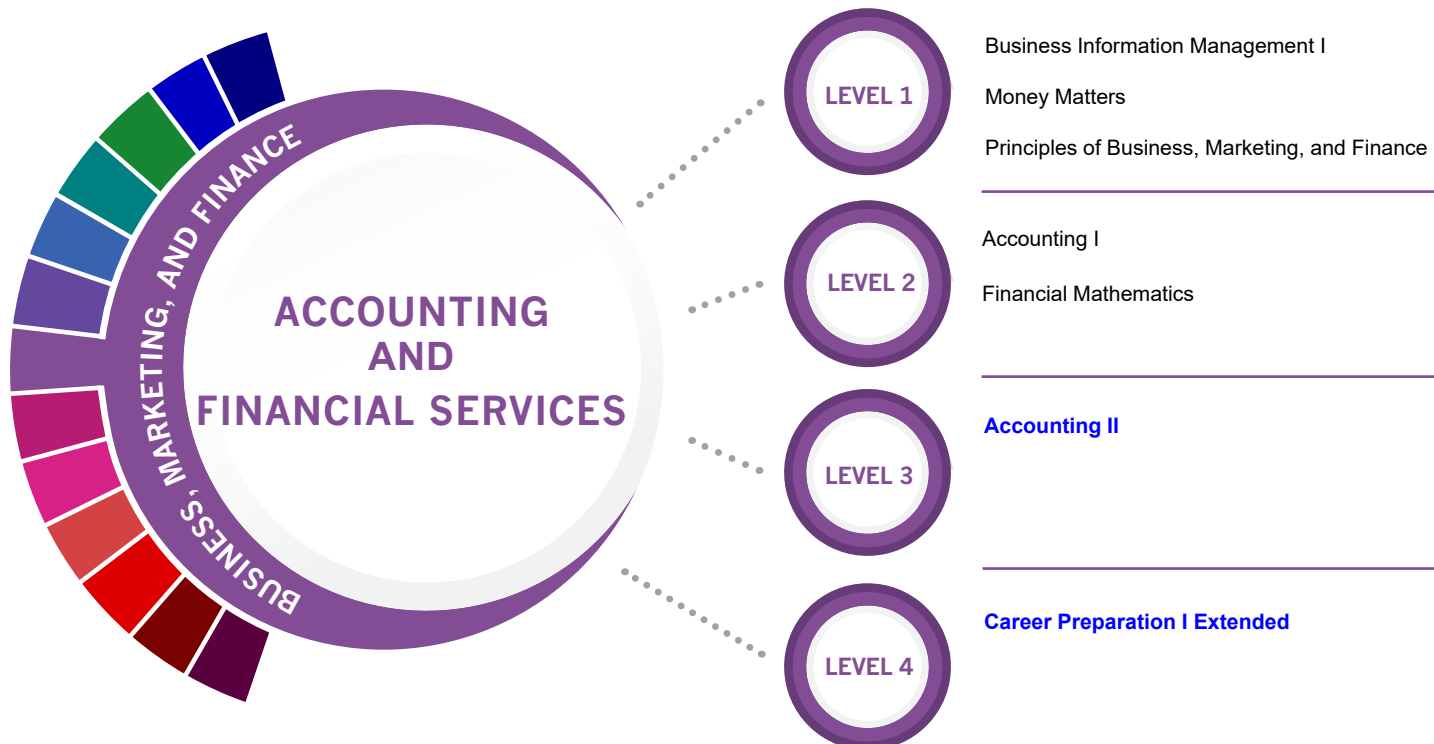 BUSINESS, MARKETING, AND FINANCE
ACCOUNTING
AND
FINANCIAL SERVICES
LEVEL 1
Business Information Management I
Money Matters
Principles of Business, Marketing, and Finance
LEVEL 2
Accounting I
Financial Mathematics
LEVEL 3
Accounting II
LEVEL 4
Career Preparation I Extended